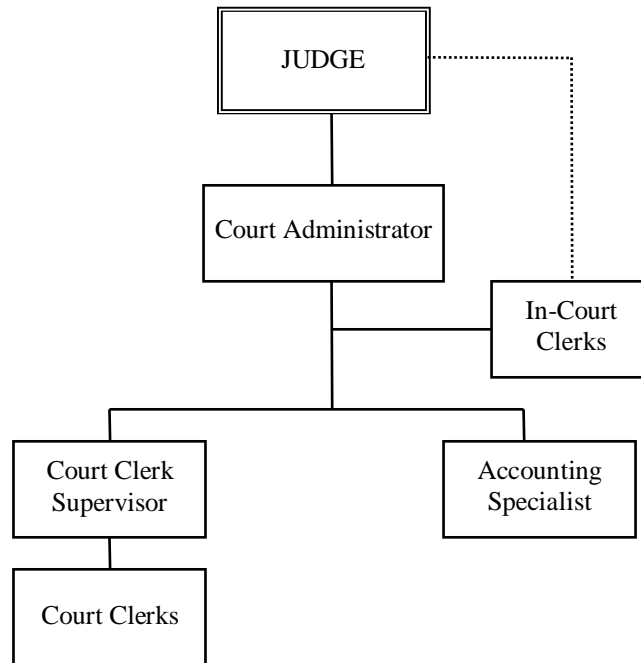 JUDGE
Court Administrator
In-Court
Clerks
Court Clerk
Supervisor
Accounting
Specialist
Court Clerks